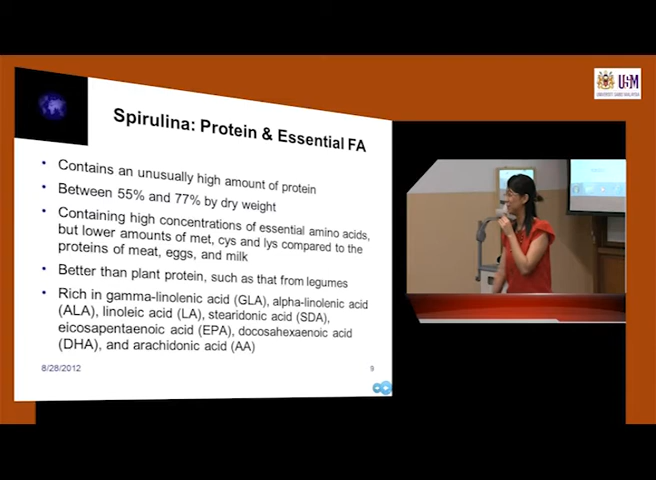 Spirulina: Protein & Essential FA
USM
UNIVERSITI SAINS MALAYSIA
• Contains an unusually high amount of protein
• Between 55% and 77% by dry weight
• Containing high concentrations of essential amino acids,
but lower amounts of met, cys and lys compared to the
proteins of meat, eggs, and milk
• Better than plant protein, such as that from legumes
• Rich in gamma-linolenic acid (GLA), alpha-linolenic acid
(ALA), linoleic acid (LA), stearidonic acid (SDA),
eicosapentaenoic acid (EPA), docosahexaenoic acid
(DHA), and arachidonic acid (AA)
8/28/2012
9